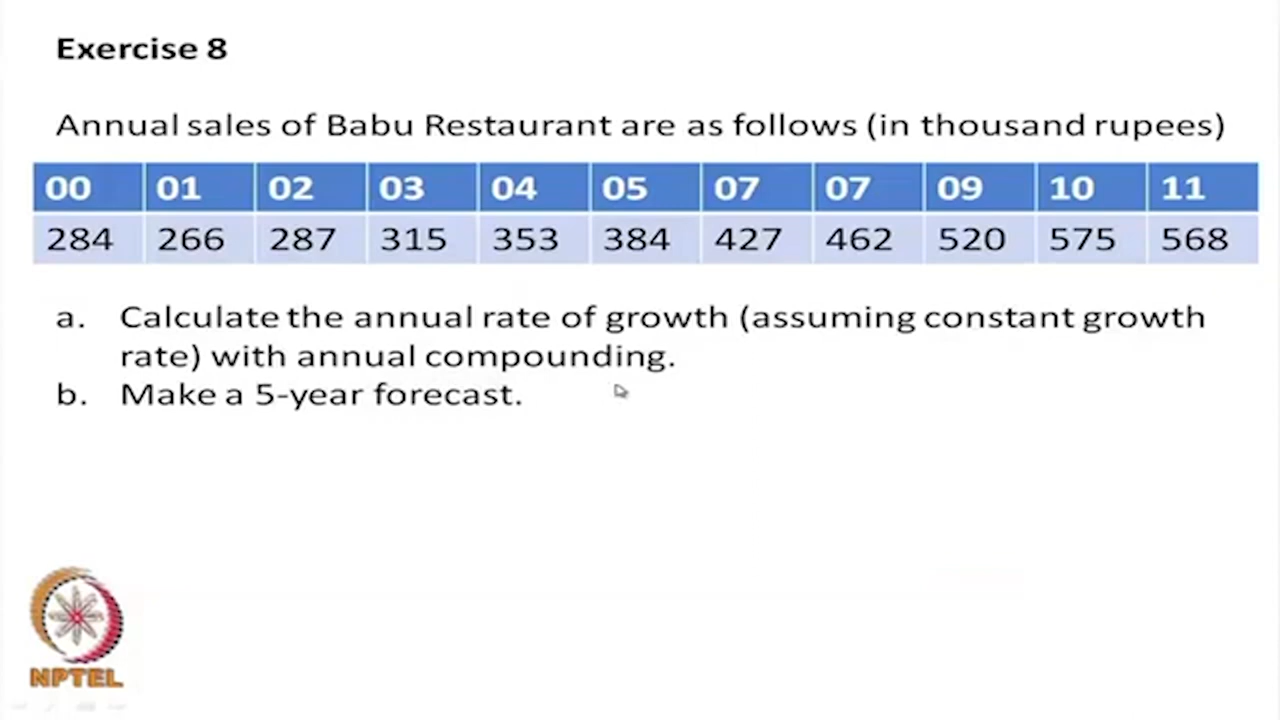 Exercise 8
Annual sales of Babu Restaurant are as follows (in thousand rupees)
00 01 02 03 04 05 07 07 09 10 11
284 266 287 315 353 384 427 462 520 575 568
a. Calculate the annual rate of growth (assuming constant growth
rate) with annual compounding.
b. Make a 5-year forecast.
NPTEL